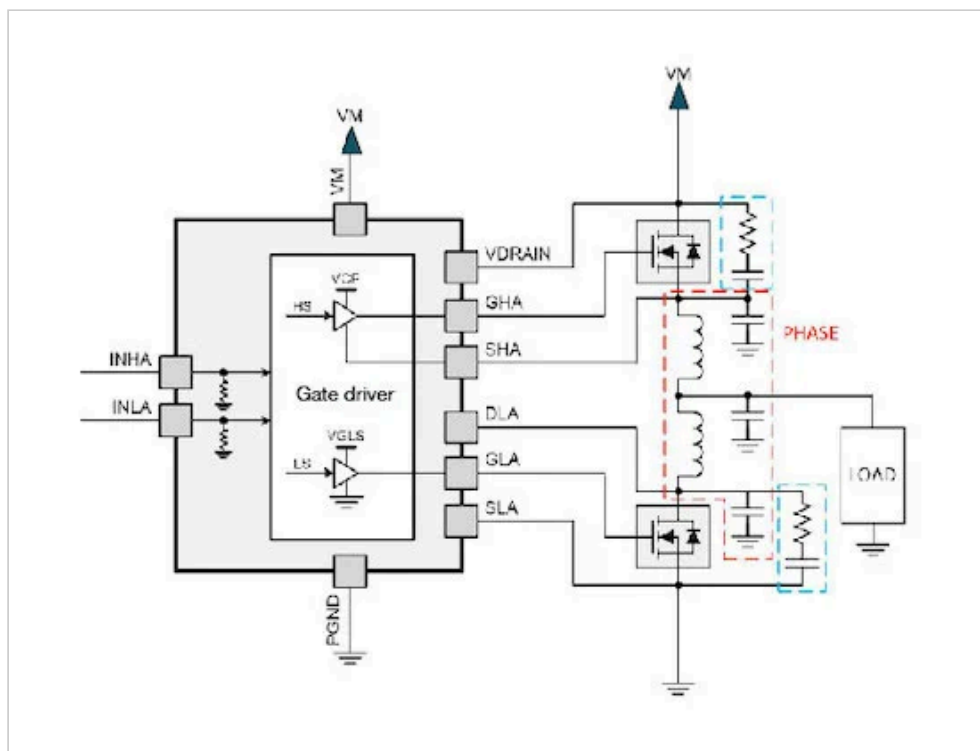 VM
VM
VM
VDRAIN
VCP
HS
GHA
SHA
PHASE
INHA
Gate driver
INLA
DLA
VGLS
LS
GLA
LOAD
SLA
PGND